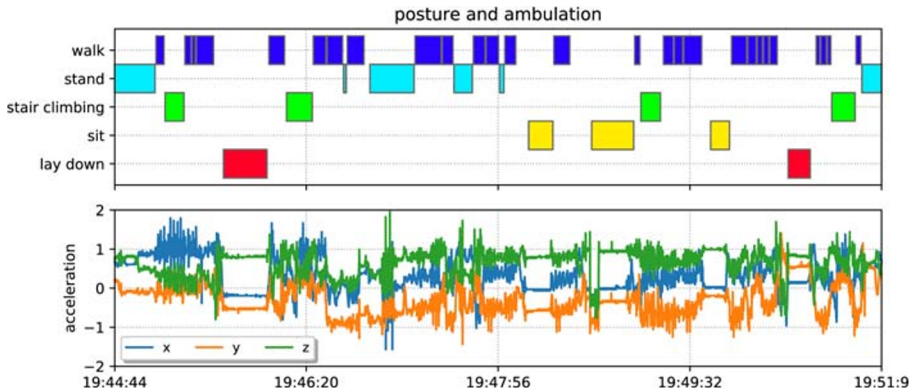 posture and ambulation
walk
stand
stair climbing
sit
lay down
acceleration
2
1
0
−1
−2
x y z
19:44:44 19:46:20 19:47:56 19:49:32 19:51:9